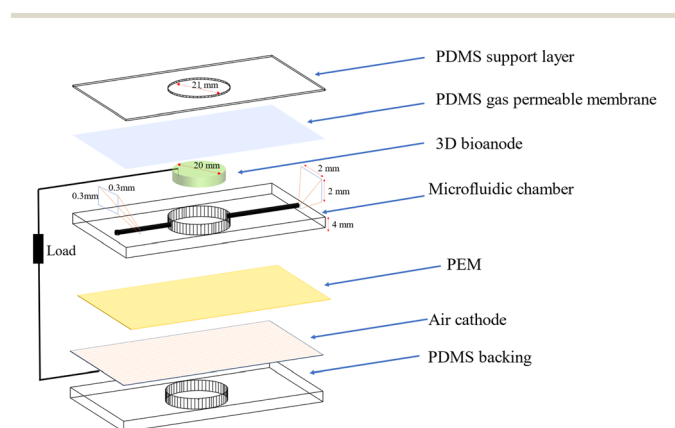 PDMS support layer
21 mm
PDMS gas permeable membrane
3D bioanode
20 mm
2 mm
Microfluidic chamber
0.3mm
2 mm
0.3mm
4 mm
Load
PEM
Air cathode
PDMS backing